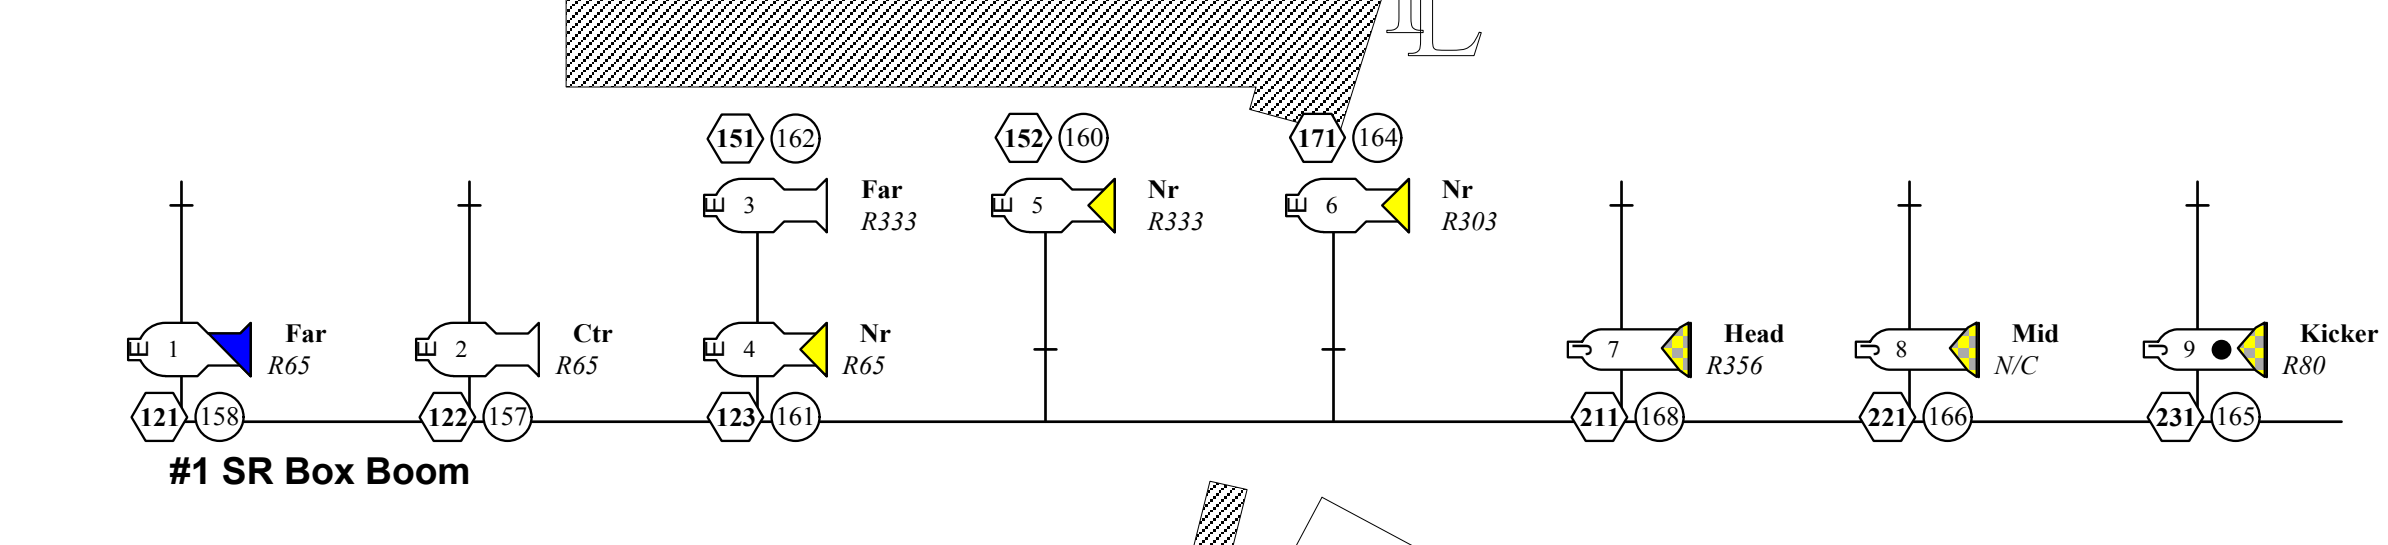 151 162
152 160
171 164
3 Far
R333
5 Nr
R333
6 Nr
R303
1 Far
R65
2 Ctr
R65
4 Nr
R65
7 Head
R356
8 Mid
N/C
9 Kicker
R80
121 158
122 157
123 161
211 168
221 166
231 165
#1 SR Box Boom